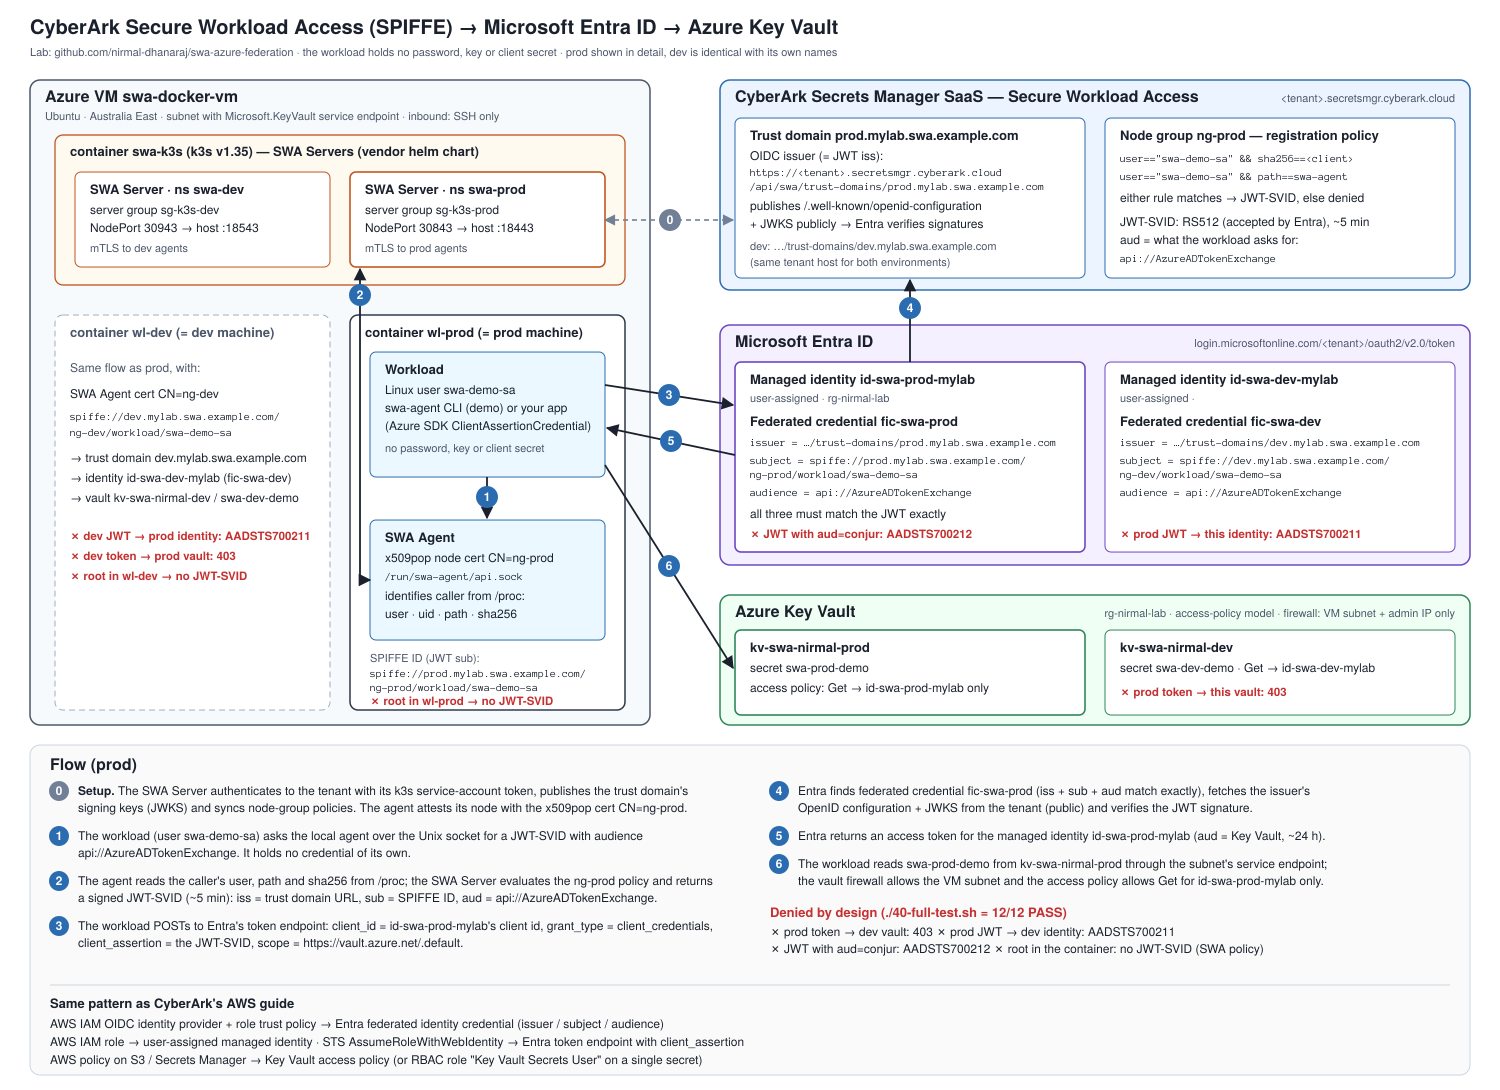 CyberArk Secure Workload Access (SPIFFE) → Microsoft Entra ID → Azure Key Vault
Lab: github.com/nirmal-dhanaraj/swa-azure-federation · the workload holds no password, key or client secret · prod shown in detail, dev is identical with its own names
Azure VM swa-docker-vm
Ubuntu · Australia East · subnet with Microsoft.KeyVault service endpoint · inbound: SSH only
container swa-k3s (k3s v1.35) — SWA Servers (vendor helm chart)
SWA Server · ns swa-dev
server group sg-k3s-dev
NodePort 30943 → host :18543
mTLS to dev agents
SWA Server · ns swa-prod
server group sg-k3s-prod
NodePort 30843 → host :18443
mTLS to prod agents
0
2
container wl-dev (= dev machine)
Same flow as prod, with:
SWA Agent cert CN=ng-dev
spiffe://dev.mylab.swa.example.com/
ng-dev/workload/swa-demo-sa
→ trust domain dev.mylab.swa.example.com
→ identity id-swa-dev-mylab (fic-swa-dev)
→ vault kv-swa-nirmal-dev / swa-dev-demo
× dev JWT → prod identity: AADSTS700211
× dev token → prod vault: 403
× root in wl-dev → no JWT-SVID
container wl-prod (= prod machine)
Workload
Linux user swa-demo-sa
swa-agent CLI (demo) or your app
(Azure SDK ClientAssertionCredential)
no password, key or client secret
1
SWA Agent
x509pop node cert CN=ng-prod
/run/swa-agent/api.sock
identifies caller from /proc:
user · uid · path · sha256
SPIFFE ID (JWT sub):
spiffe://prod.mylab.swa.example.com/
ng-prod/workload/swa-demo-sa
× root in wl-prod → no JWT-SVID
3
5
6
CyberArk Secrets Manager SaaS — Secure Workload Access
<tenant>.secretsmgr.cyberark.cloud
Trust domain prod.mylab.swa.example.com
OIDC issuer (= JWT iss):
https://<tenant>.secretsmgr.cyberark.cloud
/api/swa/trust-domains/prod.mylab.swa.example.com
publishes /.well-known/openid-configuration
+ JWKS publicly → Entra verifies signatures
dev: …/trust-domains/dev.mylab.swa.example.com
(same tenant host for both environments)
Node group ng-prod — registration policy
user=="swa-demo-sa" && sha256==<client>
user=="swa-demo-sa" && path==swa-agent
either rule matches → JWT-SVID, else denied
JWT-SVID: RS512 (accepted by Entra), ~5 min
aud = what the workload asks for:
api://AzureADTokenExchange
4
Microsoft Entra ID
login.microsoftonline.com/<tenant>/oauth2/v2.0/token
Managed identity id-swa-prod-mylab
user-assigned · rg-nirmal-lab
Federated credential fic-swa-prod
issuer = …/trust-domains/prod.mylab.swa.example.com
subject = spiffe://prod.mylab.swa.example.com/
ng-prod/workload/swa-demo-sa
audience = api://AzureADTokenExchange
all three must match the JWT exactly
× JWT with aud=conjur: AADSTS700212
Managed identity id-swa-dev-mylab
user-assigned ·
Federated credential fic-swa-dev
issuer = …/trust-domains/dev.mylab.swa.example.com
subject = spiffe://dev.mylab.swa.example.com/
ng-dev/workload/swa-demo-sa
audience = api://AzureADTokenExchange
× prod JWT → this identity: AADSTS700211
Azure Key Vault
rg-nirmal-lab · access-policy model · firewall: VM subnet + admin IP only
kv-swa-nirmal-prod
secret swa-prod-demo
access policy: Get → id-swa-prod-mylab only
kv-swa-nirmal-dev
secret swa-dev-demo · Get → id-swa-dev-mylab
× prod token → this vault: 403
Flow (prod)
0 Setup. The SWA Server authenticates to the tenant with its k3s service-account token, publishes the trust domain's
signing keys (JWKS) and syncs node-group policies. The agent attests its node with the x509pop cert CN=ng-prod.
1 The workload (user swa-demo-sa) asks the local agent over the Unix socket for a JWT-SVID with audience
api://AzureADTokenExchange. It holds no credential of its own.
2 The agent reads the caller's user, path and sha256 from /proc; the SWA Server evaluates the ng-prod policy and returns
a signed JWT-SVID (~5 min): iss = trust domain URL, sub = SPIFFE ID, aud = api://AzureADTokenExchange.
3 The workload POSTs to Entra's token endpoint: client_id = id-swa-prod-mylab's client id, grant_type = client_credentials,
client_assertion = the JWT-SVID, scope = https://vault.azure.net/.default.
4 Entra finds federated credential fic-swa-prod (iss + sub + aud match exactly), fetches the issuer's
OpenID configuration + JWKS from the tenant (public) and verifies the JWT signature.
5 Entra returns an access token for the managed identity id-swa-prod-mylab (aud = Key Vault, ~24 h).
6 The workload reads swa-prod-demo from kv-swa-nirmal-prod through the subnet's service endpoint;
the vault firewall allows the VM subnet and the access policy allows Get for id-swa-prod-mylab only.
Denied by design (./40-full-test.sh = 12/12 PASS)
× prod token → dev vault: 403 × prod JWT → dev identity: AADSTS700211
× JWT with aud=conjur: AADSTS700212 × root in the container: no JWT-SVID (SWA policy)
Same pattern as CyberArk's AWS guide
AWS IAM OIDC identity provider + role trust policy → Entra federated identity credential (issuer / subject / audience)
AWS IAM role → user-assigned managed identity · STS AssumeRoleWithWebIdentity → Entra token endpoint with client_assertion
AWS policy on S3 / Secrets Manager → Key Vault access policy (or RBAC role "Key Vault Secrets User" on a single secret)